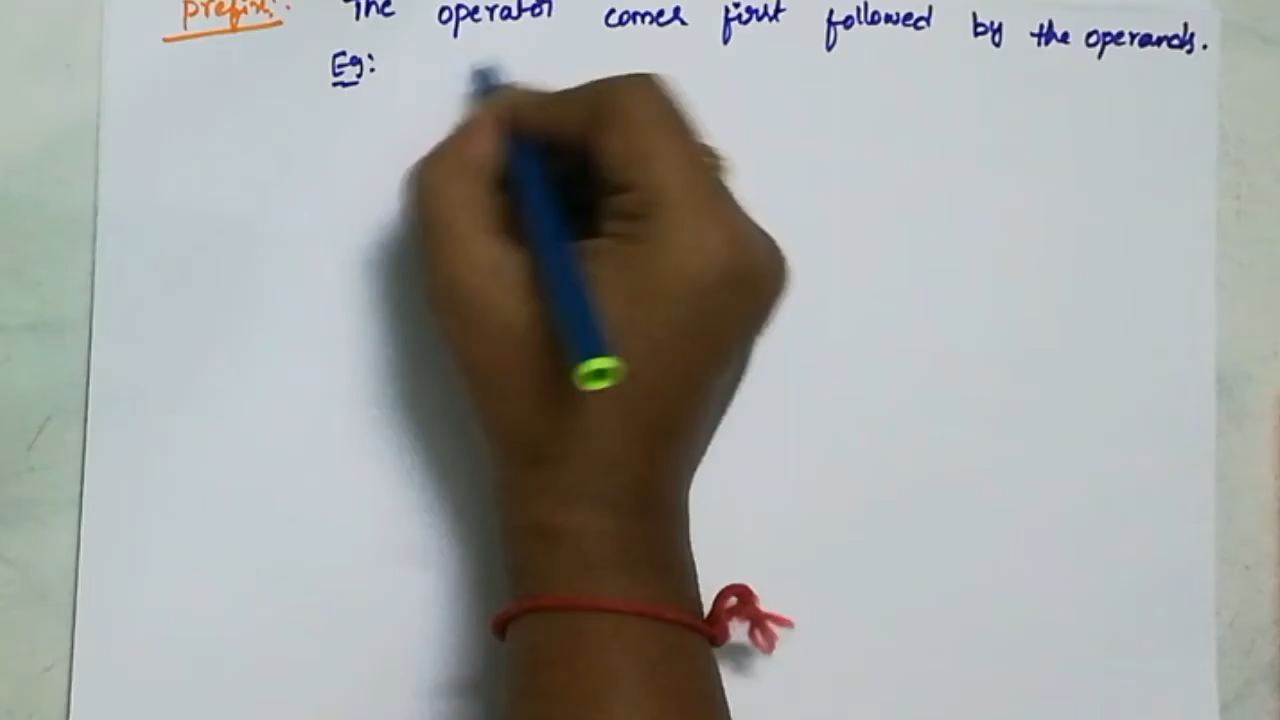 Prefix:
The operator comes first followed by the operands.
Eg: